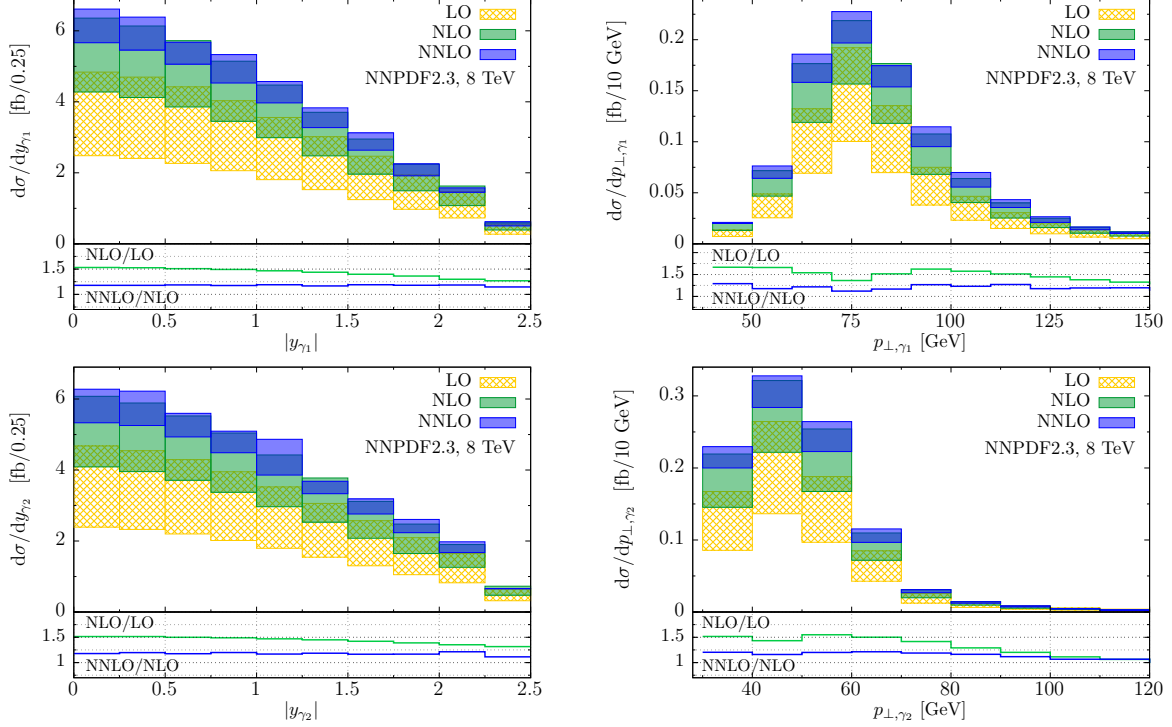 dσ/dy_γ₁ [fb/0.25]
6
4
2
0
LO
NLO
NNLO
NNPDF2.3, 8 TeV
NLO/LO
1.5
1
NNLO/NLO
0
0.5
1
1.5
2
2.5
|y_γ₁|
dσ/dp_⊥,γ₁ [fb/10 GeV]
0.2
0.15
0.1
0.05
0
LO
NLO
NNLO
NNPDF2.3, 8 TeV
NLO/LO
1.5
1
NNLO/NLO
50
75
100
125
150
p_⊥,γ₁ [GeV]
dσ/dy_γ₂ [fb/0.25]
6
4
2
0
LO
NLO
NNLO
NNPDF2.3, 8 TeV
NLO/LO
1.5
1
NNLO/NLO
0
0.5
1
1.5
2
2.5
|y_γ₂|
dσ/dp_⊥,γ₂ [fb/10 GeV]
0.3
0.2
0.1
0
LO
NLO
NNLO
NNPDF2.3, 8 TeV
NLO/LO
1.5
1
NNLO/NLO
40
60
80
100
120
p_⊥,γ₂ [GeV]